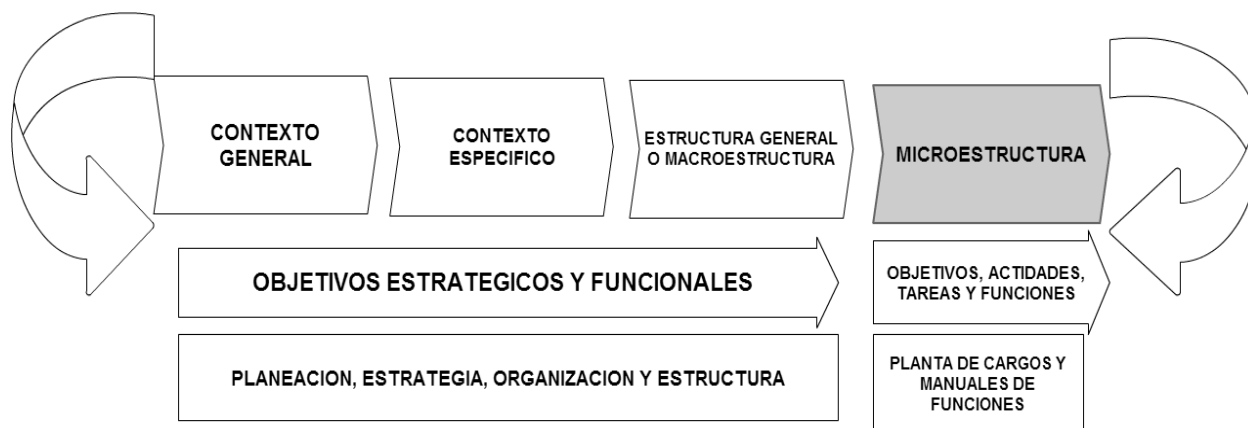 CONTEXTO
GENERAL
CONTEXTO
ESPECIFICO
ESTRUCTURA GENERAL
O MACROESTRUCTURA
MICROESTRUCTURA
OBJETIVOS ESTRATEGICOS Y FUNCIONALES
OBJETIVOS, ACTIDADES,
TAREAS Y FUNCIONES
PLANEACION, ESTRATEGIA, ORGANIZACION Y ESTRUCTURA
PLANTA DE CARGOS Y
MANUALES DE
FUNCIONES